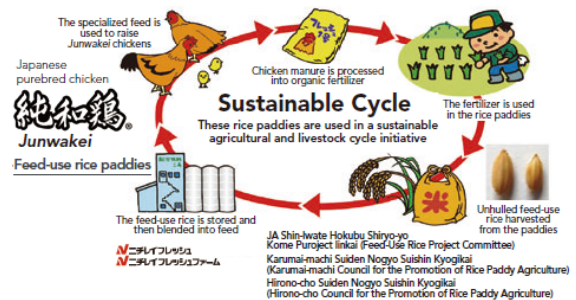 The specialized feed is
used to raise
Junwakei chickens
Japanese
purebred chicken
純和鶏®
Junwakei
Feed-use rice paddies
Chicken manure is processed
into organic fertilizer
Sustainable Cycle
These rice paddies are used in a sustainable
agricultural and livestock cycle initiative
The fertilizer is used
in the rice paddies
米
Unhulled feed-use
rice harvested
from the paddies
The feed-use rice is stored and
then blended into feed
ニチレイフレッシュ
ニチレイフレッシュファーム
JA Shin-Iwate Hokubu Shiryo-yo
Kome Puroject Iinkai (Feed-Use Rice Project Committee)
Karumai-machi Suiden Nogyo Suishin Kyogikai
(Karumai-machi Council for the Promotion of Rice Paddy Agriculture)
Hirono-cho Suiden Nogyo Suishin Kyogikai
(Hirono-cho Council for the Promotion of Rice Paddy Agriculture)